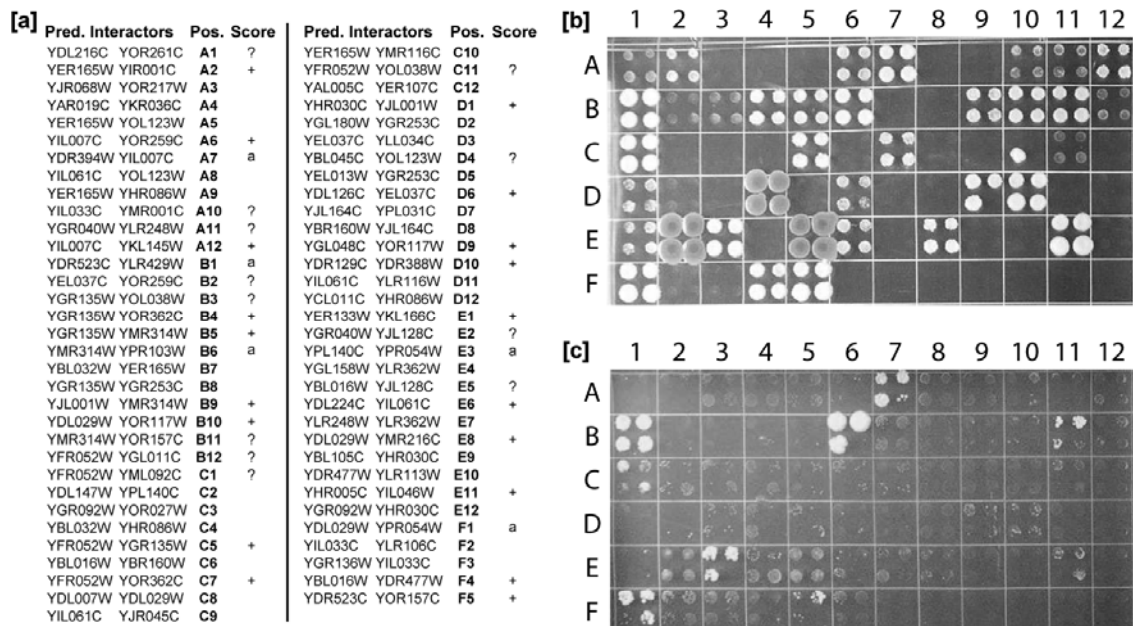 [a]
Pred. Interactors Pos. Score
YDL216C YOR261C A1 ?
YER165W YIR001C A2 +
YJR068W YOR217W A3
YAR019C YKR036C A4
YER165W YOL123W A5
YIL007C YOR259C A6 +
YDR394W YIL007C A7 a
YIL061C YOL123W A8
YER165W YHR086W A9
YIL033C YMR001C A10 ?
YGR040W YLR248W A11 ?
YIL007C YKL145W A12 +
YDR523C YLR429W B1 a
YEL037C YOR259C B2 ?
YGR135W YOL038W B3 ?
YGR135W YOR362C B4 +
YGR135W YMR314W B5 +
YMR314W YPR103W B6 a
YBL032W YER165W B7
YGR135W YGR253C B8
YJL001W YMR314W B9 +
YDL029W YOR117W B10 +
YMR314W YOR157C B11 ?
YFR052W YGL011C B12 ?
YFR052W YML092C C1 ?
YDL147W YPL140C C2
YGR092W YOR027W C3
YBL032W YHR086W C4
YFR052W YGR135W C5 +
YBL016W YBR160W C6
YFR052W YOR362C C7 +
YDL007W YDL029W C8
YIL061C YJR045C C9
Pred. Interactors Pos. Score
YER165W YMR116C C10
YFR052W YOL038W C11 ?
YAL005C YER107C C12
YHR030C YJL001W D1 +
YGL180W YGR253C D2
YEL037C YLL034C D3
YBL045C YOL123W D4 ?
YEL013W YGR253C D5
YDL126C YEL037C D6 +
YJL164C YPL031C D7
YBR160W YJL164C D8
YGL048C YOR117W D9 +
YDR129C YDR388W D10 +
YIL061C YLR116W D11
YCL011C YHR086W D12
YER133W YKL166C E1 +
YGR040W YJL128C E2 ?
YPL140C YPR054W E3 a
YGL158W YLR362W E4
YBL016W YJL128C E5 ?
YDL224C YIL061C E6 +
YLR248W YLR362W E7
YDL029W YMR216C E8 +
YBL105C YHR030C E9
YDR477W YLR113W E10
YHR005C YIL046W E11 +
YGR092W YHR030C E12
YDL029W YPR054W F1 a
YIL033C YLR106C F2
YGR136W YIL033C F3
YBL016W YDR477W F4 +
YDR523C YOR157C F5 +
[b] 1 2 3 4 5 6 7 8 9 10 11 12
A
B
C
D
E
F
[c] 1 2 3 4 5 6 7 8 9 10 11 12
A
B
C
D
E
F